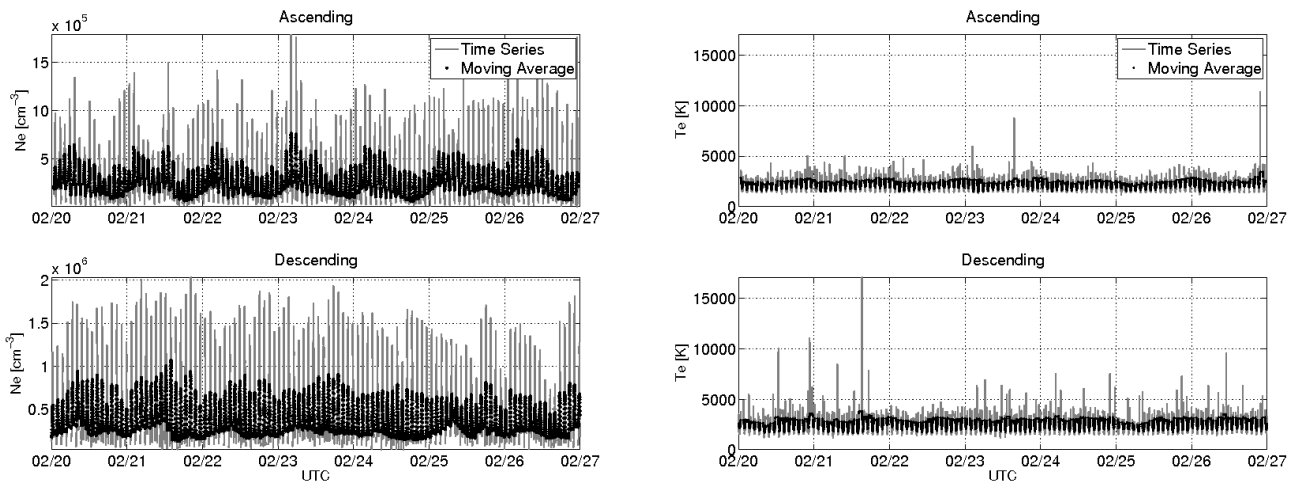 Ascending
x 10⁵
Ne [cm⁻³]
15
10
5
Time Series
Moving Average
02/20 02/21 02/22 02/23 02/24 02/25 02/26 02/27
Ascending
Te [K]
15000
10000
5000
0
Time Series
Moving Average
02/20 02/21 02/22 02/23 02/24 02/25 02/26 02/27
Descending
x 10⁶
Ne [cm⁻³]
2
1.5
1
0.5
02/20 02/21 02/22 02/23 02/24 02/25 02/26 02/27
UTC
Descending
Te [K]
15000
10000
5000
0
02/20 02/21 02/22 02/23 02/24 02/25 02/26 02/27
UTC